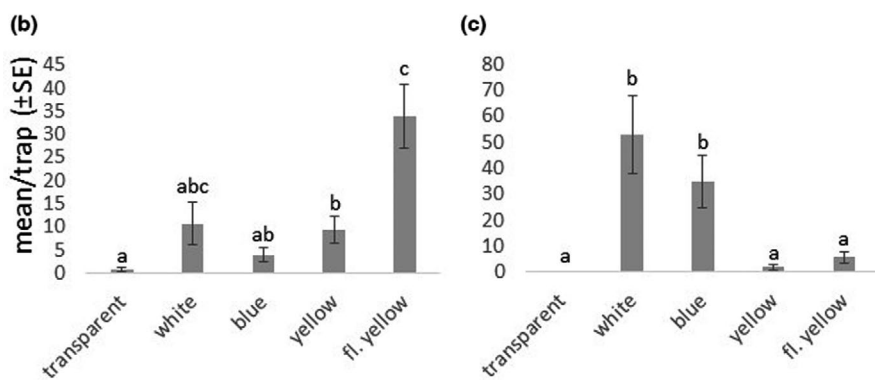 (b)
mean/trap (±SE)
45
40
35
30
25
20
15
10
5
0
a
abc
ab
b
c
transparent
white
blue
yellow
fl. yellow
(c)
80
70
60
50
40
30
20
10
0
a
b
b
a
a
transparent
white
blue
yellow
fl. yellow